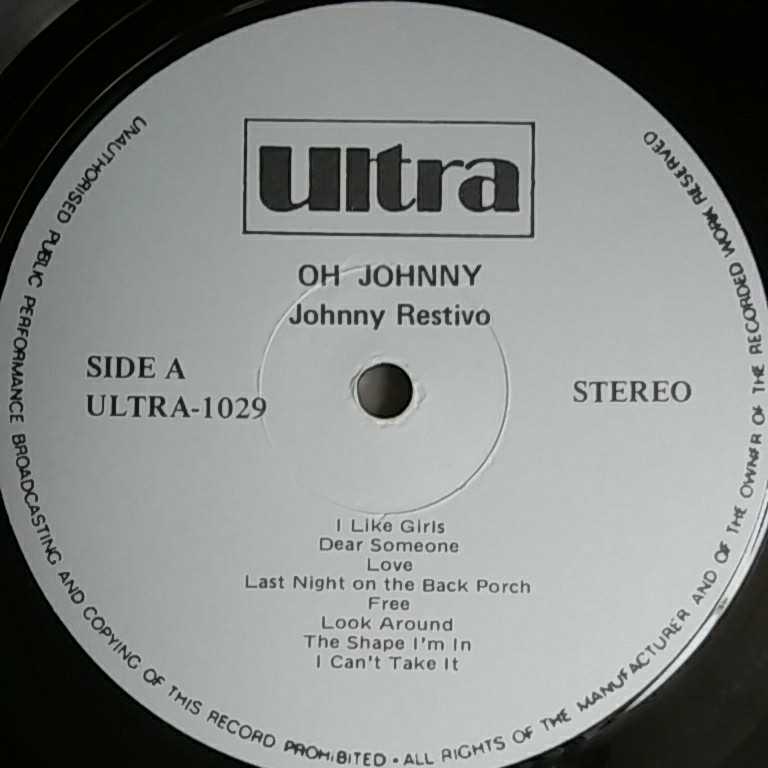 ultra
OH JOHNNY
Johnny Restivo
SIDE A
ULTRA-1029
STEREO
I Like Girls
Dear Someone
Love
Last Night on the Back Porch
Free
Look Around
The Shape I'm In
I Can't Take It
UNAUTHORISED PUBLIC PERFORMANCE BROADCASTING AND COPYING OF THIS RECORD PROHIBITED • ALL RIGHTS OF THE MANUFACTURER AND OF THE OWNER OF THE RECORDED WORK RESERVED